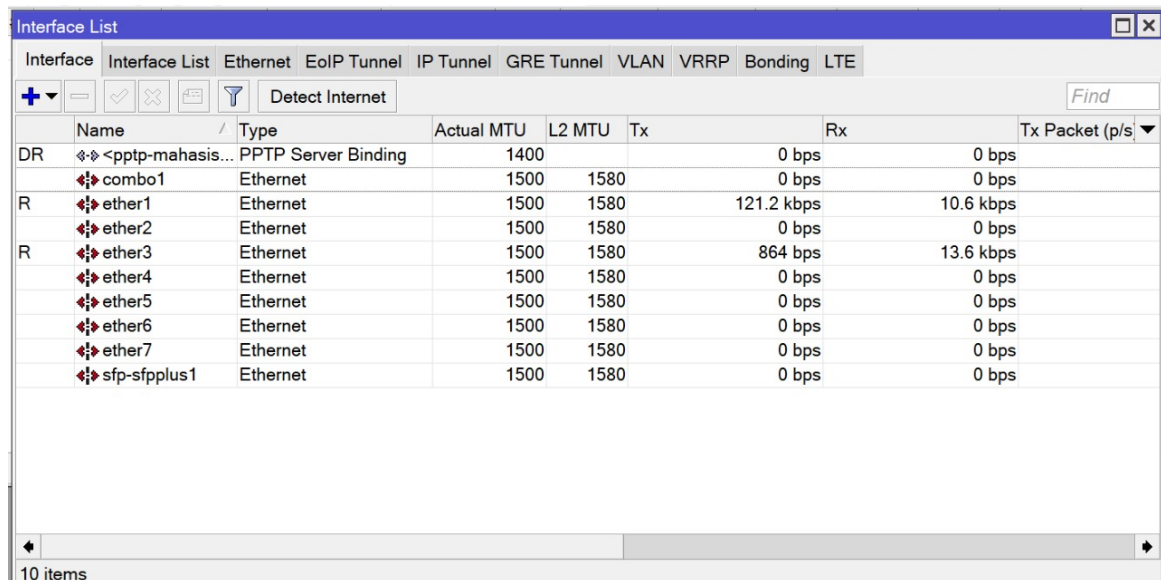 Interface List
Interface Interface List Ethernet EoIP Tunnel IP Tunnel GRE Tunnel VLAN VRRP Bonding LTE
Detect Internet Find
Name Type Actual MTU L2 MTU Tx Rx Tx Packet (p/s)
DR <pptp-mahasis... PPTP Server Binding 1400 0 bps 0 bps
combo1 Ethernet 1500 1580 0 bps 0 bps
R ether1 Ethernet 1500 1580 121.2 kbps 10.6 kbps
ether2 Ethernet 1500 1580 0 bps 0 bps
R ether3 Ethernet 1500 1580 864 bps 13.6 kbps
ether4 Ethernet 1500 1580 0 bps 0 bps
ether5 Ethernet 1500 1580 0 bps 0 bps
ether6 Ethernet 1500 1580 0 bps 0 bps
ether7 Ethernet 1500 1580 0 bps 0 bps
sfp-sfpplus1 Ethernet 1500 1580 0 bps 0 bps
10 items